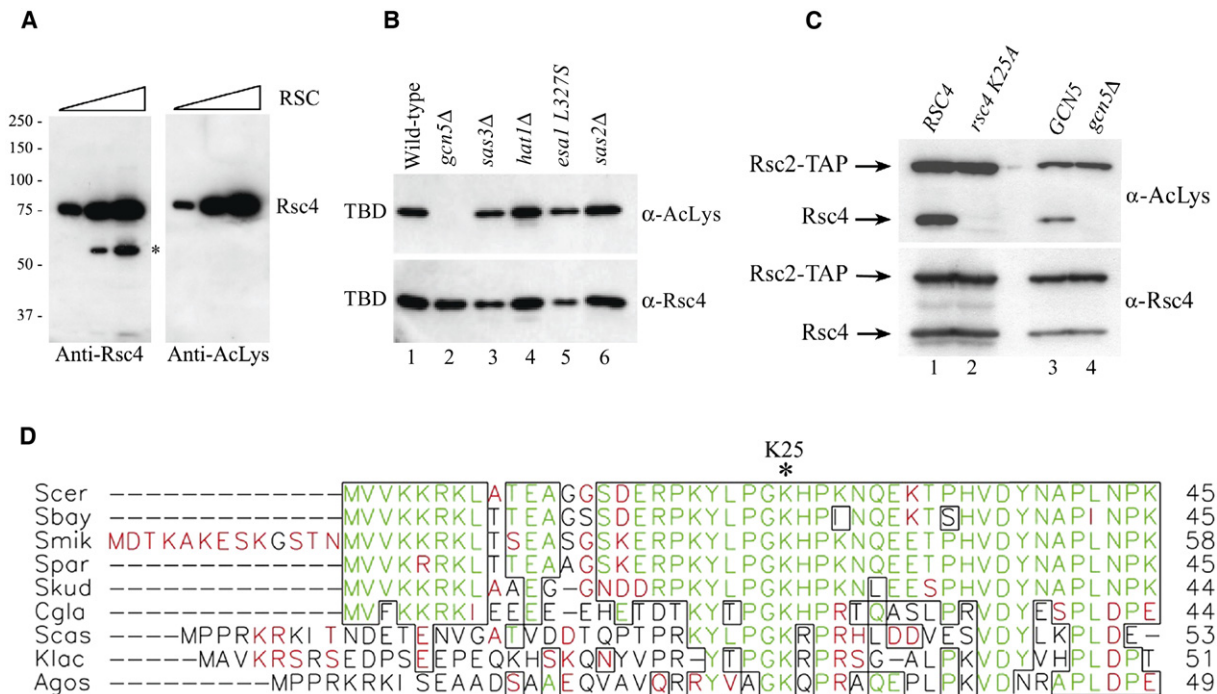 A
RSC
250 -
150 -
100 -
75 -
50 -
37 -
Rsc4
*
Anti-Rsc4 Anti-AcLys
B
Wild-type gcn5Δ sas3Δ hat1Δ esa1 L327S sas2Δ
TBD α-AcLys
TBD α-Rsc4
1 2 3 4 5 6
C
RSC4 rsc4 K25A GCN5 gcn5Δ
Rsc2-TAP
Rsc4
α-AcLys
Rsc2-TAP
Rsc4
α-Rsc4
1 2 3 4
D
K25
*
Scer -------------MVVKKRKLATEAGGSDERPKYLPGKHPKNQEKTPHVDYNAPLNPK 45
Sbay -------------MVVKKRKLTTEAGSSDERPKYLPGKHPINQEKTSHVDYNAPINPK 45
Smik MDTKAKESKGSTNMVVKKRKLTSEASGSKERPKYLPGKHPKNQEETPHVDYNAPLNPK 58
Spar -------------MVVKRRKLTTEAAGSKERPKYLPGKHPKNQEETPHVDYNAPLNPK 45
Skud -------------MVVKKRKLAAEG-GNDDRPKYLPGKHPKNLEESPHVDYNAPLNPK 44
Cgla -------------MVFKKRKIEEEE-EHETDTKYTPGKHPRTQASLPRVDYESPLDPE 44
Scas ----MPPRKRKITNDETENVGATVDDTQPTPRKYLPGKRPRHLDDVESVDYLKPLDE- 53
Klac -----MAVKRSRSEDPSEEPEQKHSKQNYVPR-YTPGKRPRSG-ALPKVDYVHPLDPT 51
Agos ---------MPPRKRKISEAADSAEQVAVQRRYVAGKQPRAQEPLPKVDYNRAPLDPE 49